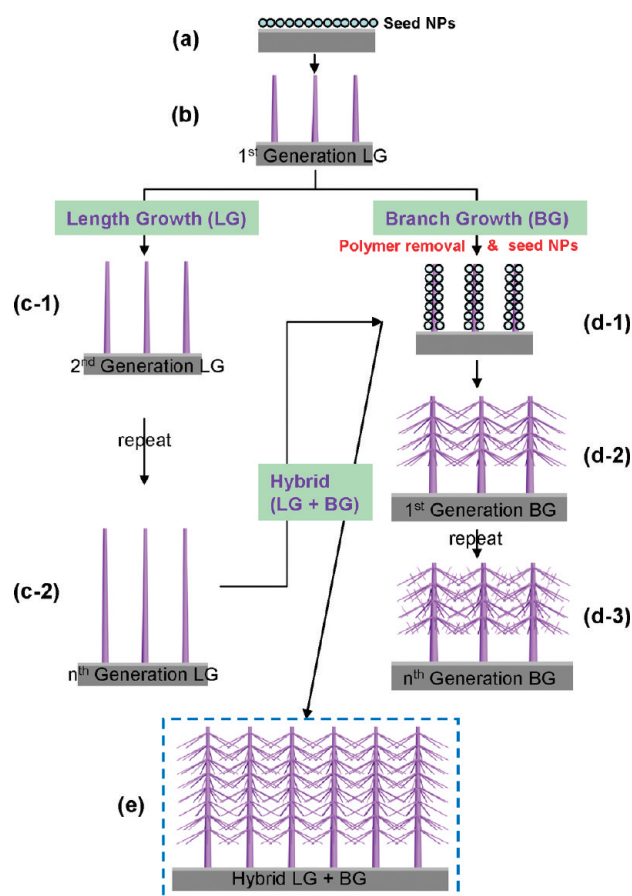 Seed NPs
(a)
(b)
1st Generation LG
Length Growth (LG)
Branch Growth (BG)
Polymer removal & seed NPs
(c-1)
(d-1)
2nd Generation LG
repeat
(d-2)
Hybrid
(LG + BG)
1st Generation BG
repeat
(c-2)
(d-3)
nth Generation LG
nth Generation BG
(e)
Hybrid LG + BG